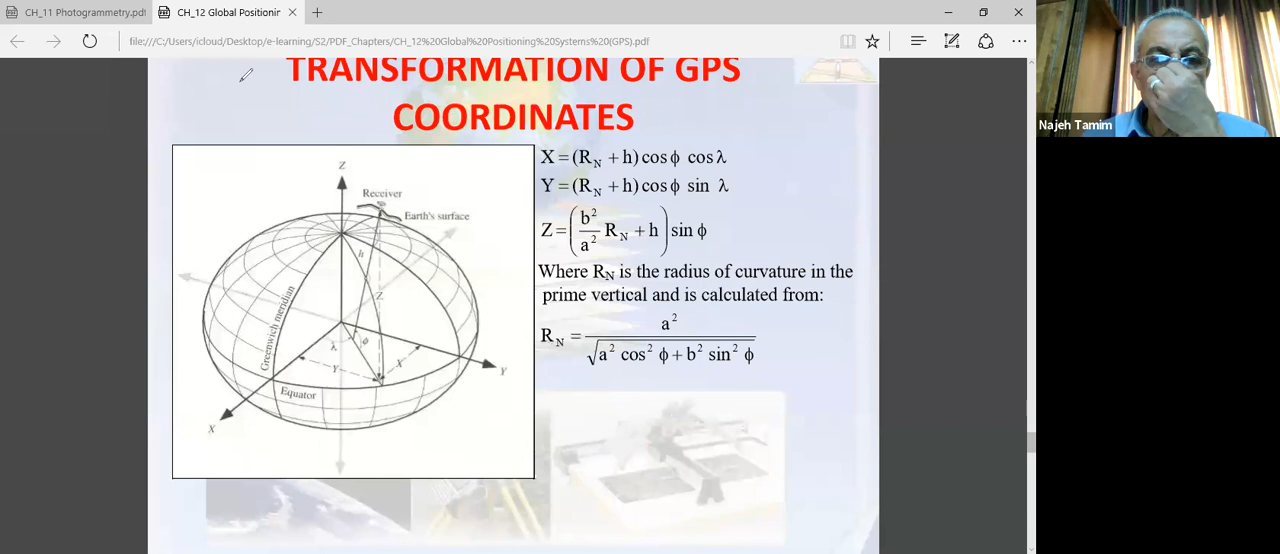 CH_11 Photogrammetry.pdf
CH_12 Global Positionin
file:///C:/Users/icloud/Desktop/e-learning/S2/PDF_Chapters/CH_12%20Global%20Positioning%20Systems%20(GPS).pdf
TRANSFORMATION OF GPS
COORDINATES
Z
Receiver
Earth's surface
h
Z
Greenwich meridian
λ
ϕ
X
Y
Y
Equator
X
X = (R_N + h) cos ϕ cos λ
Y = (R_N + h) cos ϕ sin λ
Z = (b²/a² R_N + h) sin ϕ
Where R_N is the radius of curvature in the
prime vertical and is calculated from:
R_N = a² / √(a² cos² ϕ + b² sin² ϕ)
Najeh Tamim